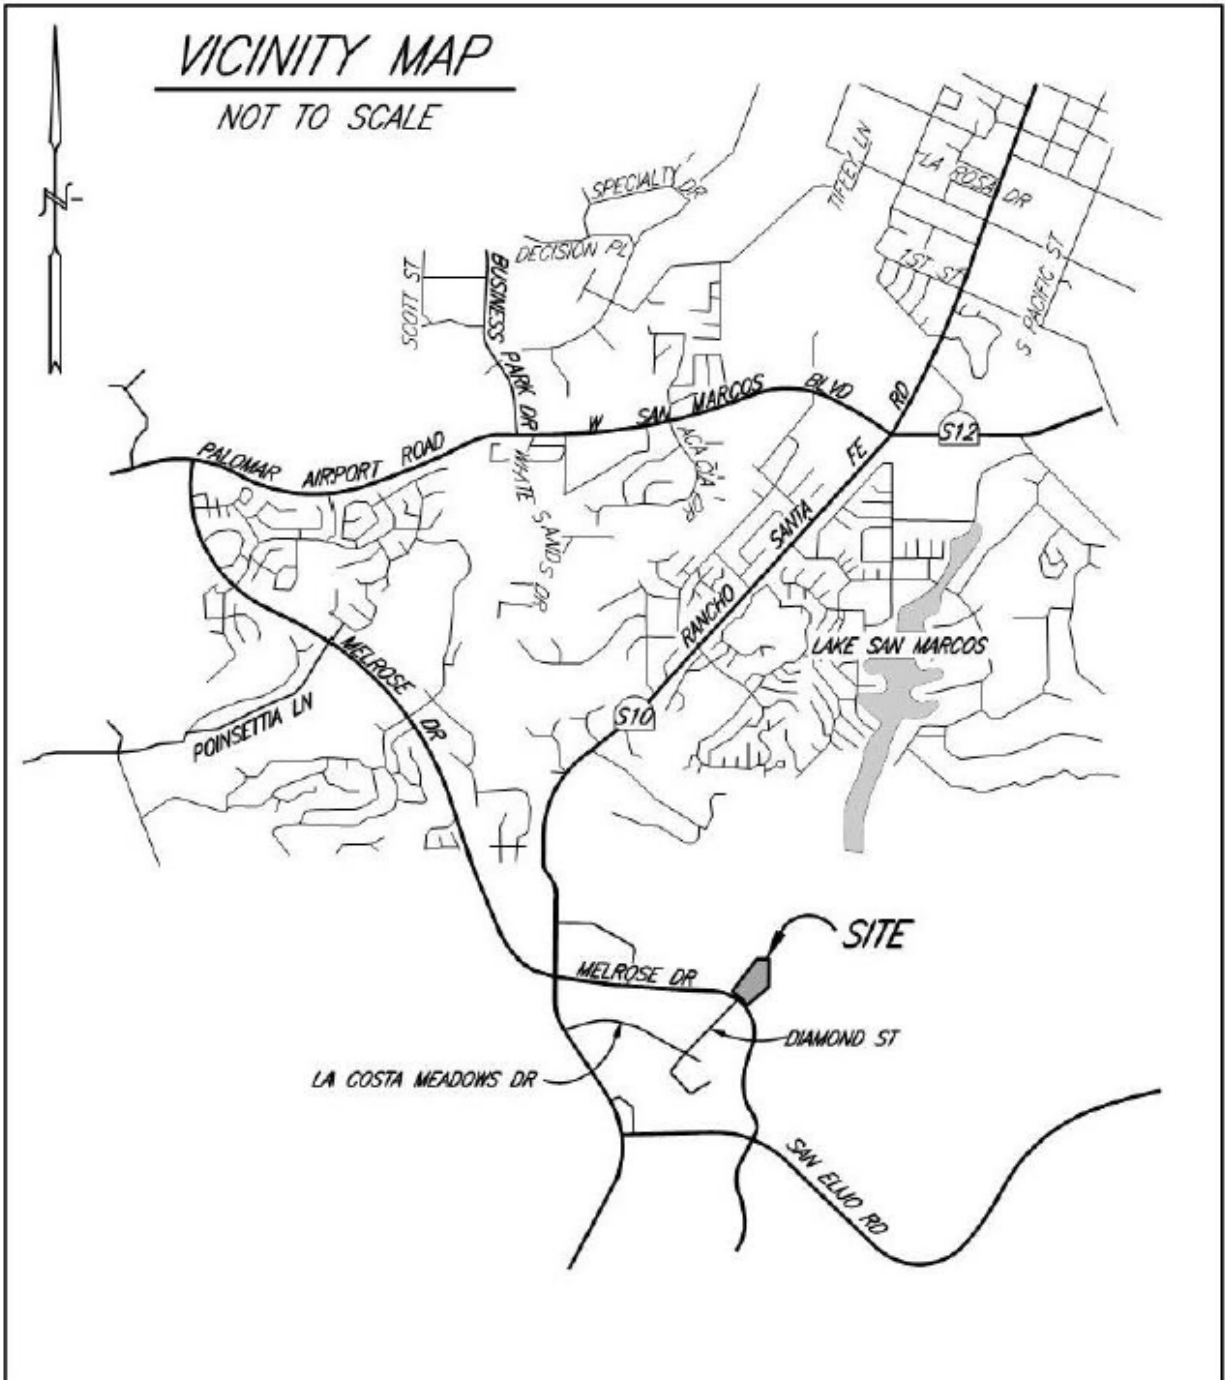 VICINITY MAP
NOT TO SCALE
N
SPECIALTY DR
DECISION PL
TIFFEY LN
LA ROSA DR
1ST ST
S PACIFIC ST
SCOTT ST
BUSINESS PARK DR
W SAN MARCOS BLVD
S12
PALOMAR AIRPORT ROAD
WHITE SANDS DR
ACACIA DR
RANCHO SANTA FE RD
LAKE SAN MARCOS
MELROSE DR
POINSETTIA LN
S10
SITE
MELROSE DR
DIAMOND ST
LA COSTA MEADOWS DR
SAN ELIJO RD